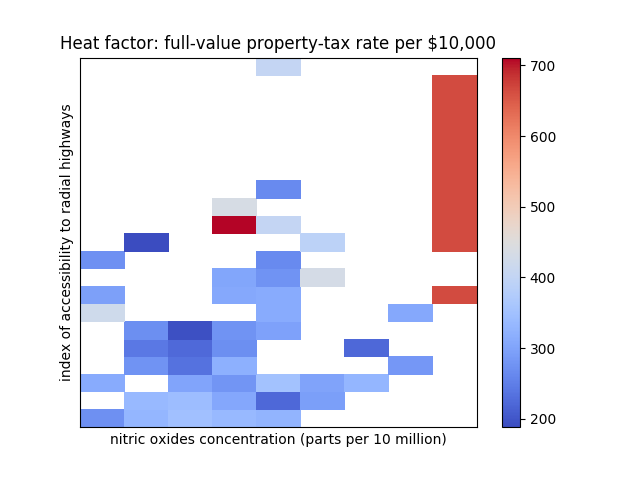 Heat factor: full-value property-tax rate per $10,000
index of accessibility to radial highways
700
600
500
400
300
200
nitric oxides concentration (parts per 10 million)